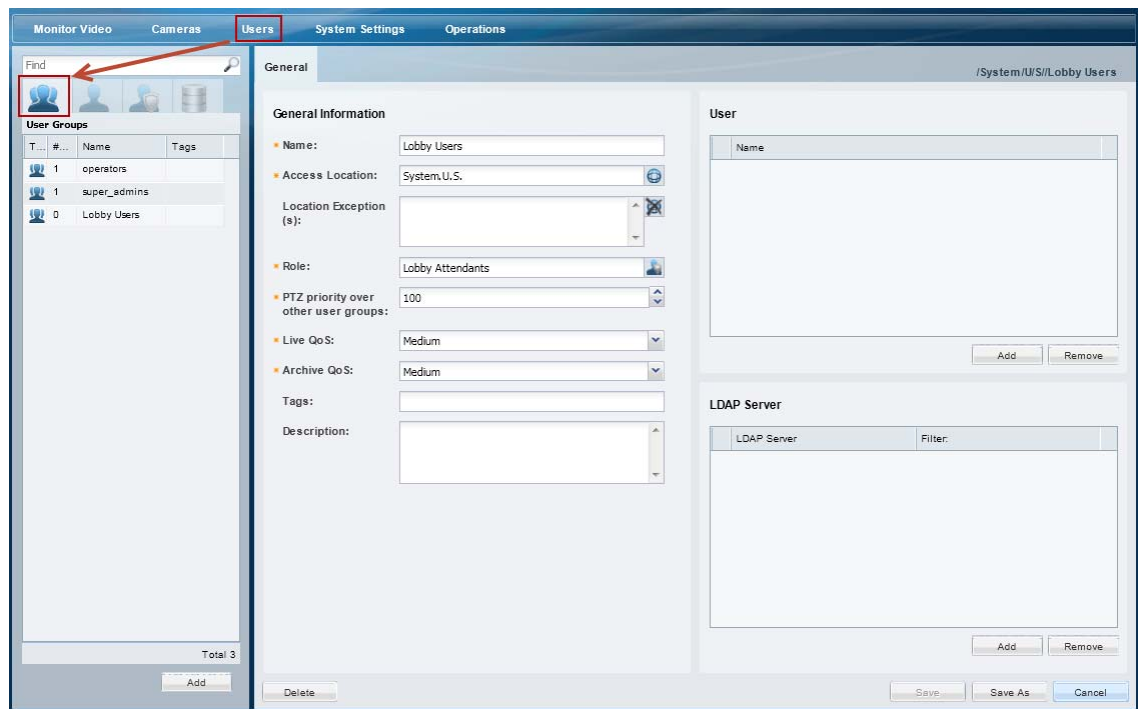 Monitor Video Cameras Users System Settings Operations
Find
User Groups
T... #... Name Tags
1 operators
1 super_admins
0 Lobby Users
Total 3
Add
General
/System/U/S//Lobby Users
General Information
Name: Lobby Users
Access Location: System.U.S.
Location Exception
(s):
Role: Lobby Attendants
PTZ priority over
other user groups: 100
Live QoS: Medium
Archive QoS: Medium
Tags:
Description:
User
Name
Add Remove
LDAP Server
LDAP Server Filter:
Add Remove
Delete
Save Save As Cancel